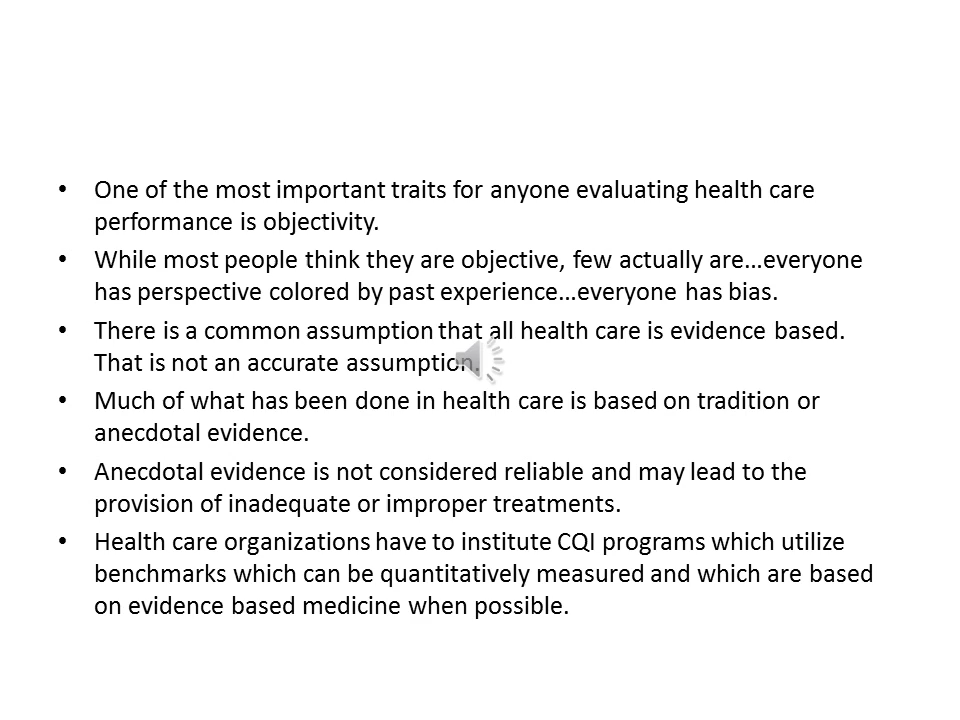 • One of the most important traits for anyone evaluating health care
performance is objectivity.
• While most people think they are objective, few actually are…everyone
has perspective colored by past experience…everyone has bias.
• There is a common assumption that all health care is evidence based.
That is not an accurate assumption.
• Much of what has been done in health care is based on tradition or
anecdotal evidence.
• Anecdotal evidence is not considered reliable and may lead to the
provision of inadequate or improper treatments.
• Health care organizations have to institute CQI programs which utilize
benchmarks which can be quantitatively measured and which are based
on evidence based medicine when possible.